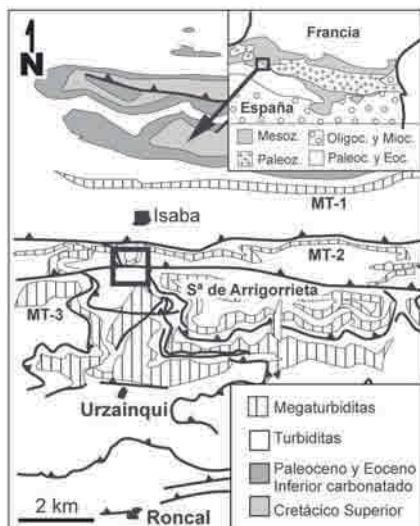 N
Francia
España
Mesoz.
Oligoc. y Mioc.
Paleoz.
Paleoc. y Eoc.
MT-1
Isaba
MT-2
Sª de Arrigorrieta
MT-3
Urzainqui
Megaturbiditas
Turbiditas
Paleoceno y Eoceno
Inferior carbonatado
Cretácico Superior
2 km
Roncal